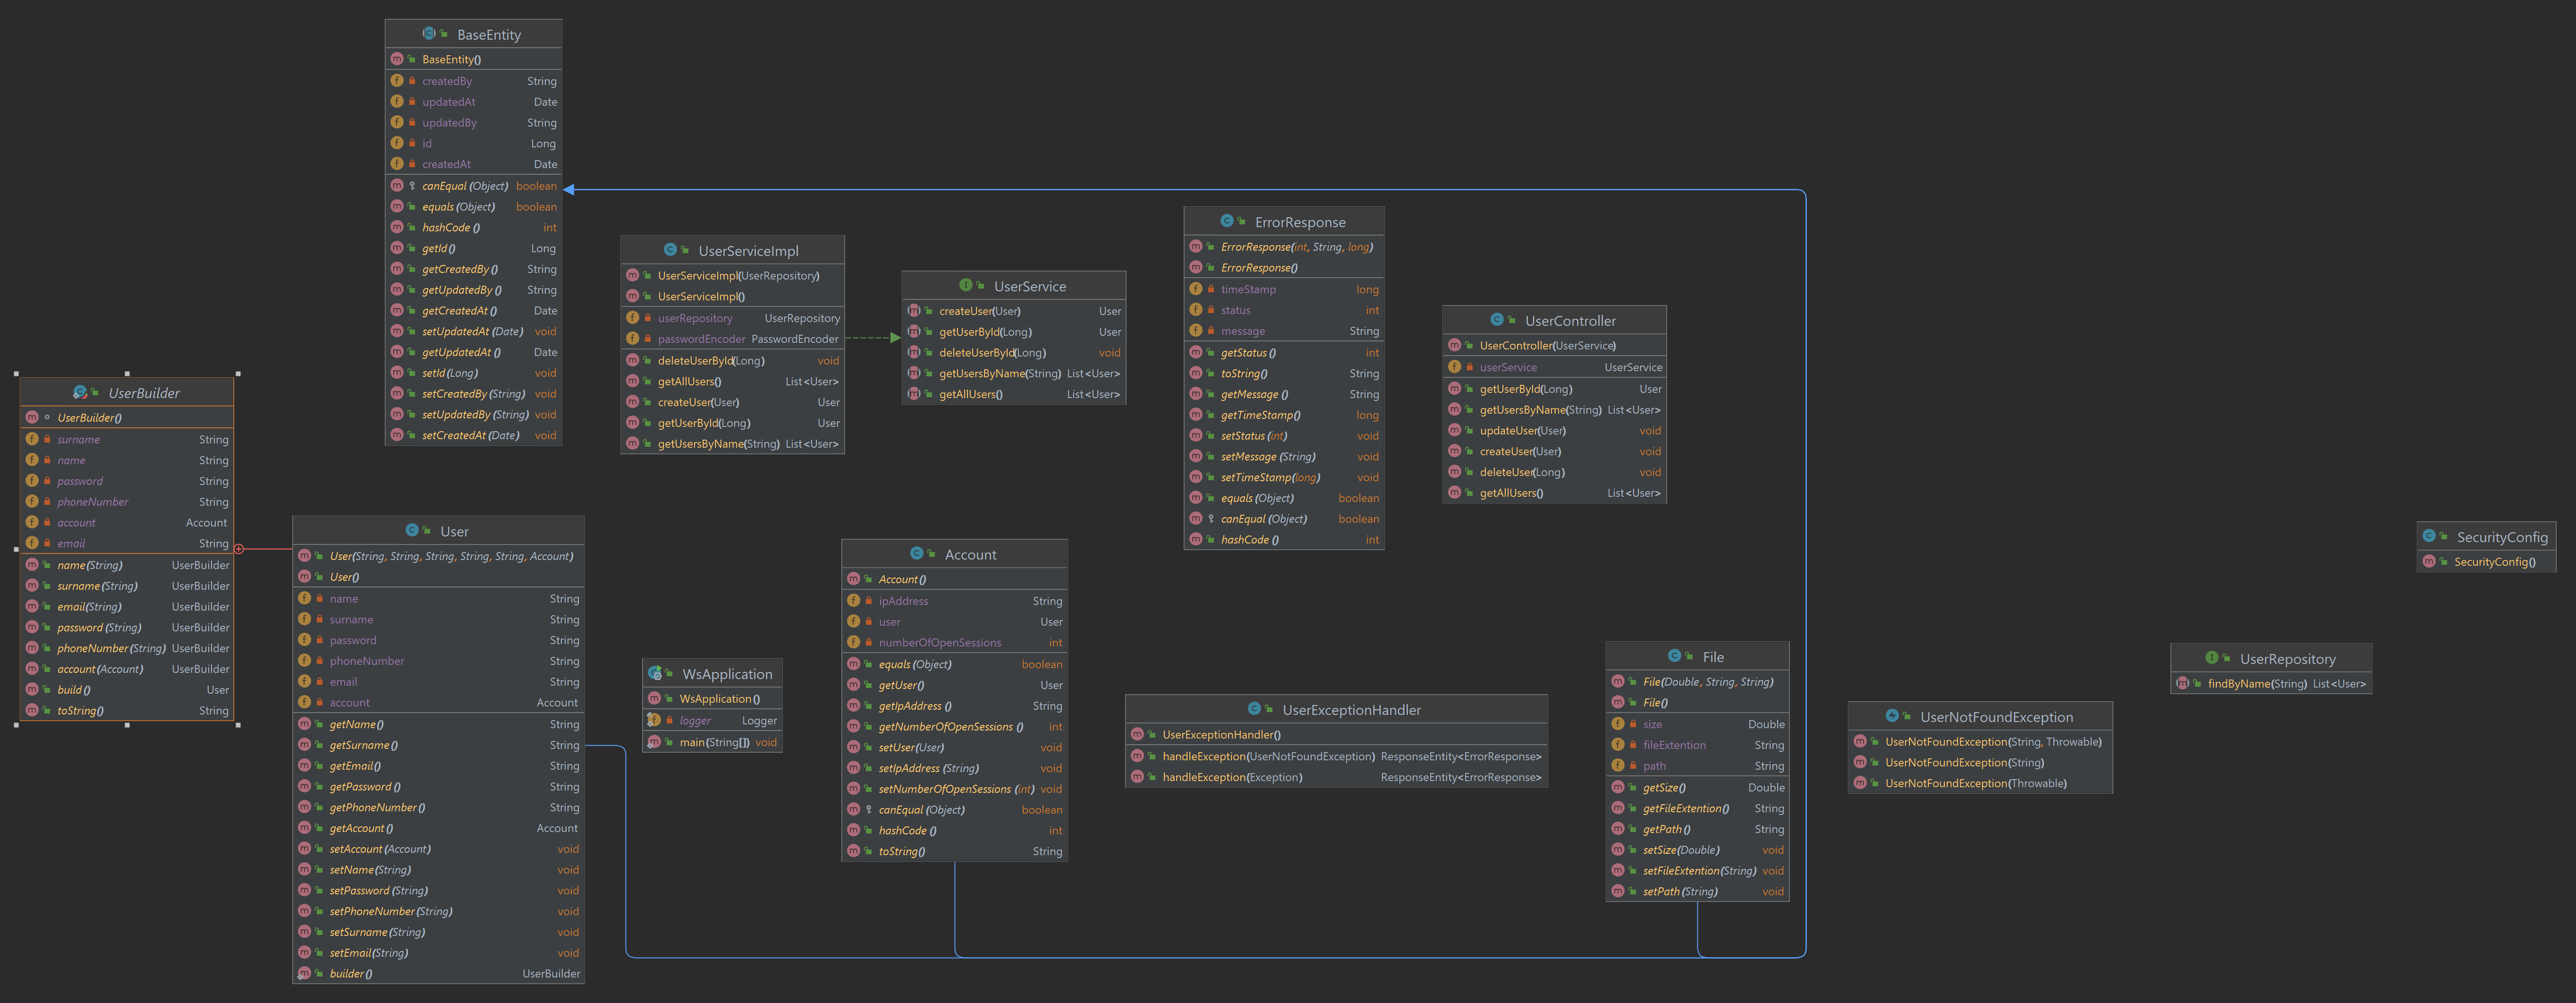 BaseEntity
BaseEntity()
createdBy String
updatedAt Date
updatedBy String
id Long
createdAt Date
canEqual(Object) boolean
equals(Object) boolean
hashCode() int
getId() Long
getCreatedBy() String
getUpdatedBy() String
getCreatedAt() Date
setUpdatedAt(Date) void
getUpdatedAt() Date
setId(Long) void
setCreatedBy(String) void
setUpdatedBy(String) void
setCreatedAt(Date) void
UserBuilder
UserBuilder()
surname String
name String
password String
phoneNumber String
account Account
email String
name(String) UserBuilder
surname(String) UserBuilder
email(String) UserBuilder
password(String) UserBuilder
phoneNumber(String) UserBuilder
account(Account) UserBuilder
build() User
toString() String
User
User(String, String, String, String, String, Account)
User()
name String
surname String
password String
phoneNumber String
email String
account Account
getName() String
getSurname() String
getEmail() String
getPassword() String
getPhoneNumber() String
getAccount() Account
setAccount(Account) void
setName(String) void
setPassword(String) void
setPhoneNumber(String) void
setSurname(String) void
setEmail(String) void
builder() UserBuilder
UserServiceImpl
UserServiceImpl(UserRepository)
UserServiceImpl()
userRepository UserRepository
passwordEncoder PasswordEncoder
deleteUserById(Long) void
getAllUsers() List<User>
createUser(User) User
getUserById(Long) User
getUsersByName(String) List<User>
UserService
createUser(User) User
getUserById(Long) User
deleteUserById(Long) void
getUsersByName(String) List<User>
getAllUsers() List<User>
WsApplication
WsApplication()
logger Logger
main(String[]) void
Account
Account()
ipAddress String
user User
numberOfOpenSessions int
equals(Object) boolean
getUser() User
getIpAddress() String
getNumberOfOpenSessions() int
setUser(User) void
setIpAddress(String) void
setNumberOfOpenSessions(int) void
canEqual(Object) boolean
hashCode() int
toString() String
ErrorResponse
ErrorResponse(int, String, long)
ErrorResponse()
timeStamp long
status int
message String
getStatus() int
toString() String
getMessage() String
getTimeStamp() long
setStatus(int) void
setMessage(String) void
setTimeStamp(long) void
equals(Object) boolean
canEqual(Object) boolean
hashCode() int
UserController
UserController(UserService)
userService UserService
getUserById(Long) User
getUsersByName(String) List<User>
updateUser(User) void
createUser(User) void
deleteUser(Long) void
getAllUsers() List<User>
UserExceptionHandler
UserExceptionHandler()
handleException(UserNotFoundException) ResponseEntity<ErrorResponse>
handleException(Exception) ResponseEntity<ErrorResponse>
File
File(Double, String, String)
File()
size Double
fileExtention String
path String
getSize() Double
getFileExtention() String
getPath() String
setSize(Double) void
setFileExtention(String) void
setPath(String) void
UserNotFoundException
UserNotFoundException(String, Throwable)
UserNotFoundException(String)
UserNotFoundException(Throwable)
UserRepository
findByName(String) List<User>
SecurityConfig
SecurityConfig()